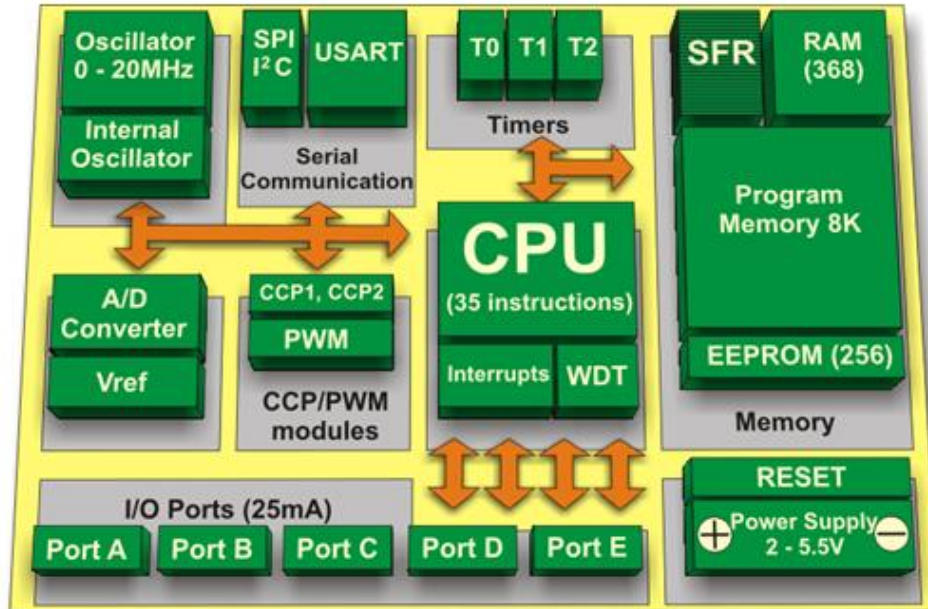 Oscillator
0 - 20MHz
Internal
Oscillator
SPI
I²C
USART
Serial
Communication
T0 T1 T2
Timers
SFR
RAM
(368)
Program
Memory 8K
EEPROM (256)
Memory
A/D
Converter
Vref
CCP1, CCP2
PWM
CCP/PWM
modules
CPU
(35 instructions)
Interrupts
WDT
I/O Ports (25mA)
Port A
Port B
Port C
Port D
Port E
RESET
+ Power Supply −
2 - 5.5V